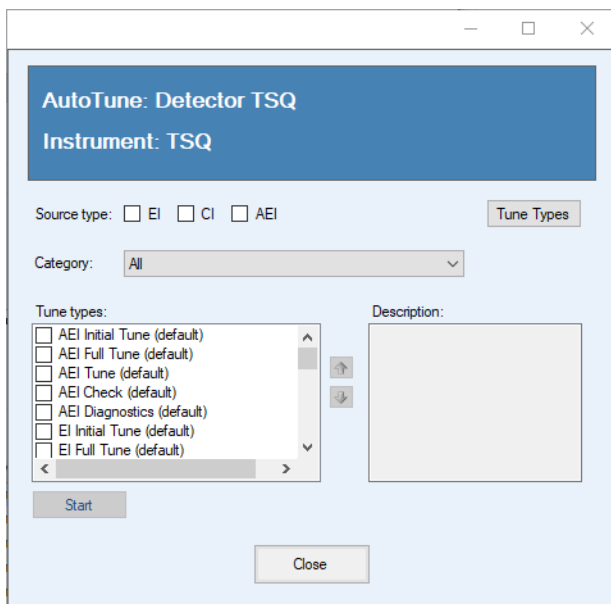 AutoTune: Detector TSQ
Instrument: TSQ
Source type: EI CI AEI Tune Types
Category: All
Tune types: Description:
AEI Initial Tune (default)
AEI Full Tune (default)
AEI Tune (default)
AEI Check (default)
AEI Diagnostics (default)
EI Initial Tune (default)
EI Full Tune (default)
Start
Close